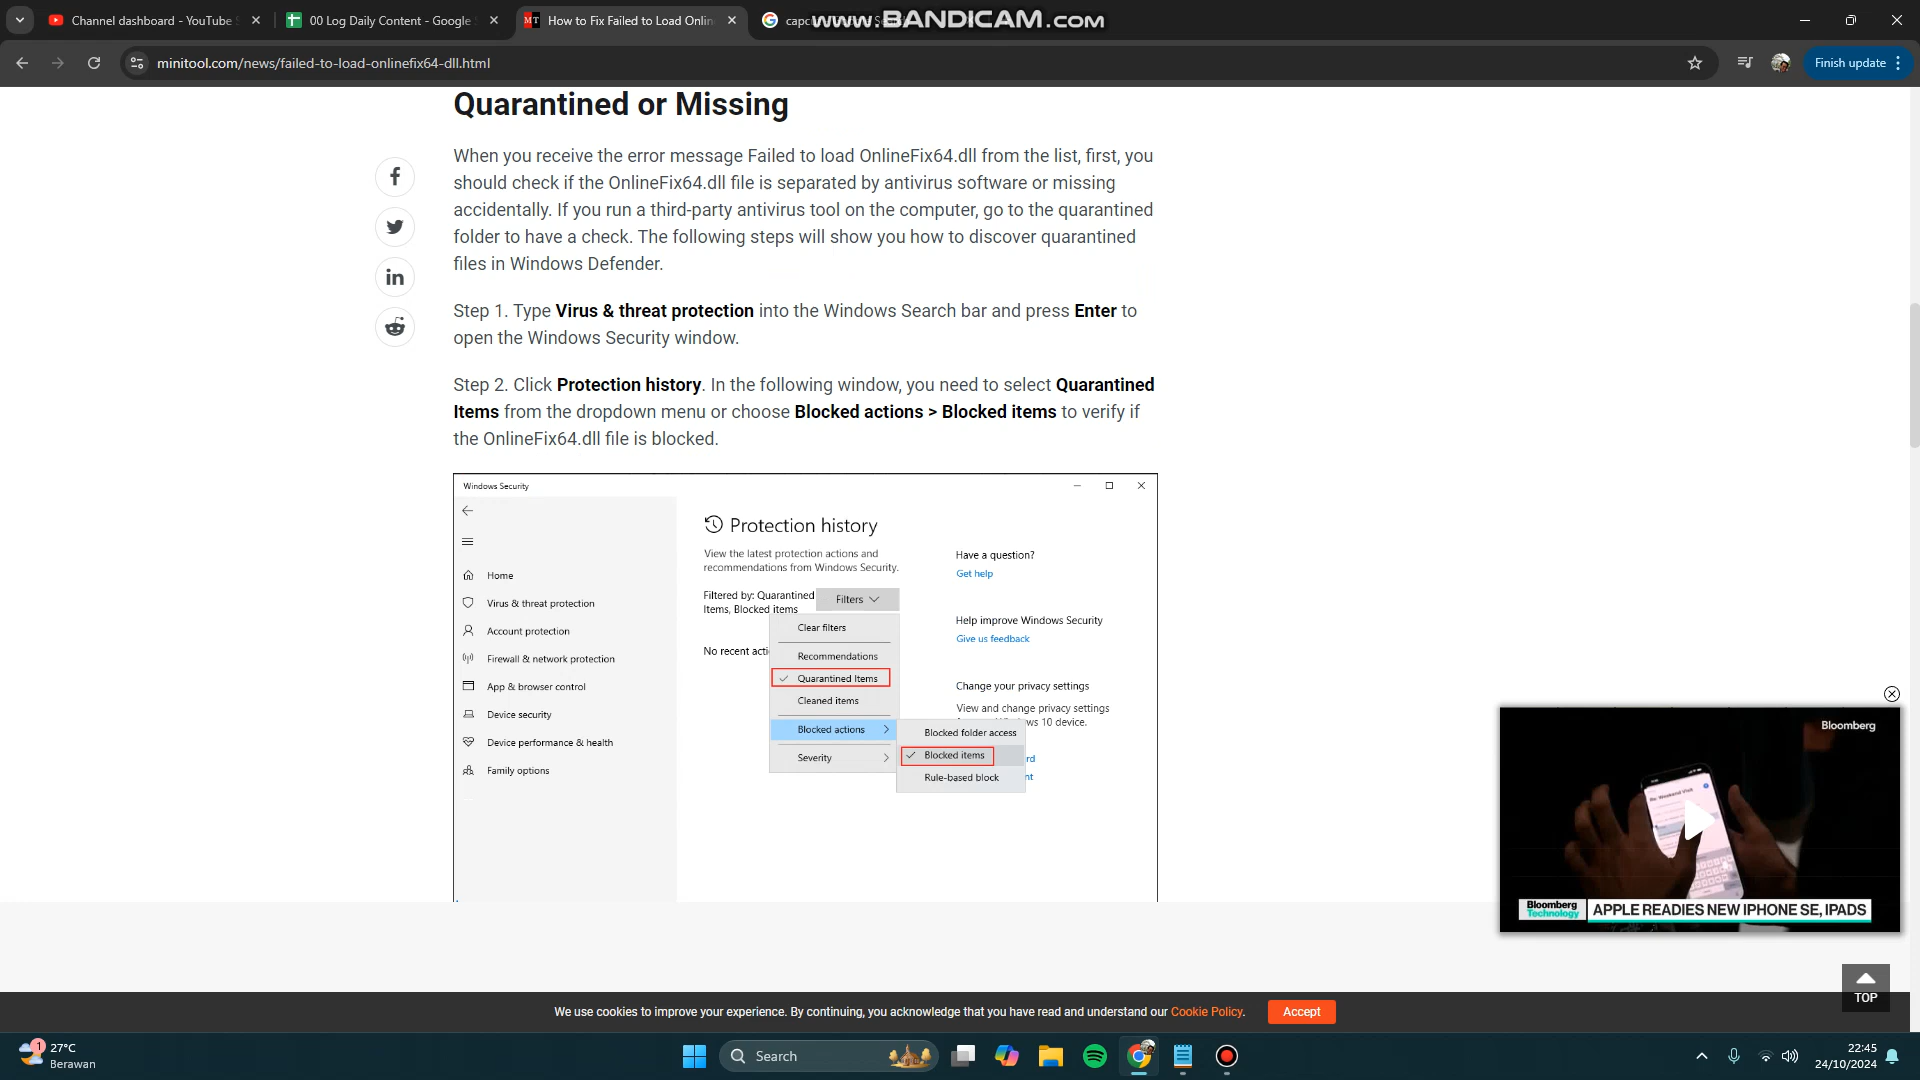 Channel dashboard - YouTube S
00 Log Daily Content - Google S
MT How to Fix Failed to Load Onlin
capcu
www.BANDICAM.COM
minitool.com/news/failed-to-load-onlinefix64-dll.html
Finish update
Quarantined or Missing
When you receive the error message Failed to load OnlineFix64.dll from the list, first, you
should check if the OnlineFix64.dll file is separated by antivirus software or missing
accidentally. If you run a third-party antivirus tool on the computer, go to the quarantined
folder to have a check. The following steps will show you how to discover quarantined
files in Windows Defender.
Step 1. Type Virus & threat protection into the Windows Search bar and press Enter to
open the Windows Security window.
Step 2. Click Protection history. In the following window, you need to select Quarantined
Items from the dropdown menu or choose Blocked actions > Blocked items to verify if
the OnlineFix64.dll file is blocked.
Windows Security
Home
Virus & threat protection
Account protection
Firewall & network protection
App & browser control
Device security
Device performance & health
Family options
Protection history
View the latest protection actions and
recommendations from Windows Security.
Filtered by: Quarantined
Items, Blocked items
Filters
No recent acti
Clear filters
Recommendations
Quarantined Items
Cleaned items
Blocked actions
Severity
Blocked folder access
Blocked items
Rule-based block
Have a question?
Get help
Help improve Windows Security
Give us feedback
Change your privacy settings
View and change privacy settings
ws 10 device.
rd
nt
Bloomberg
Re: Weekend Visit
Bloomberg
Technology
APPLE READIES NEW IPHONE SE, IPADS
TOP
We use cookies to improve your experience. By continuing, you acknowledge that you have read and understand our Cookie Policy.
Accept
1
27°C
Berawan
Search
22:45
24/10/2024